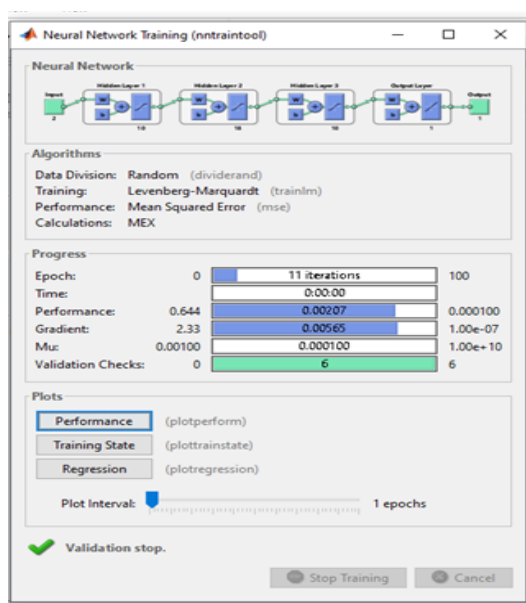 Neural Network Training (nntraintool)
Neural Network
Hidden Layer 1 Hidden Layer 2 Hidden Layer 3 Output Layer
Input Output
W W W W
b b b b
2 10 10 10 1 1
Algorithms
Data Division: Random (dividerand)
Training: Levenberg-Marquardt (trainlm)
Performance: Mean Squared Error (mse)
Calculations: MEX
Progress
Epoch: 0 11 iterations 100
Time: 0:00:00
Performance: 0.644 0.00207 0.000100
Gradient: 2.33 0.00565 1.00e-07
Mu: 0.00100 0.000100 1.00e+10
Validation Checks: 0 6 6
Plots
Performance (plotperform)
Training State (plottrainstate)
Regression (plotregression)
Plot Interval: 1 epochs
Validation stop.
Stop Training Cancel